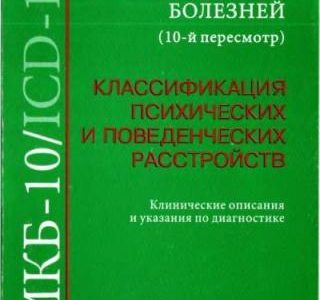 БОЛЕЗНЕЙ
(10-й пересмотр)
КЛАССИФИКАЦИЯ
ПСИХИЧЕСКИХ
И ПОВЕДЕНЧЕСКИХ
РАССТРОЙСТВ
Клинические описания
и указания по диагностике
МКБ-10/ICD-1